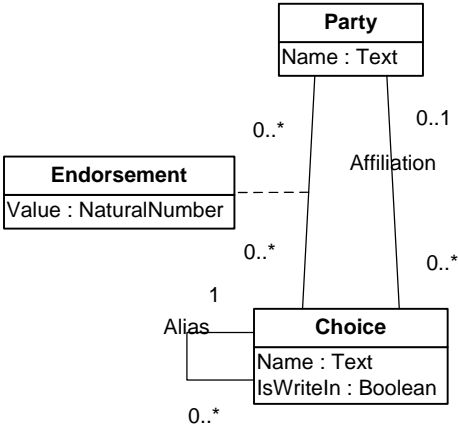 Party
Name : Text
0..*
0..1
Affiliation
Endorsement
Value : NaturalNumber
0..*
0..*
1
Alias
Choice
Name : Text
IsWriteIn : Boolean
0..*